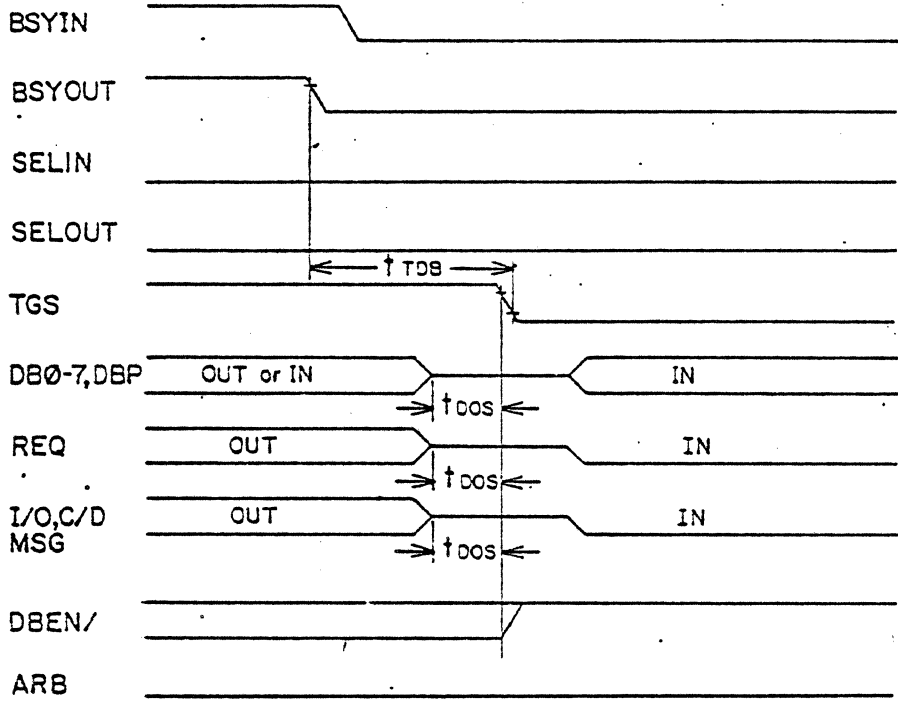 BSYIN
BSYOUT
SELIN
SELOUT
t TDB
TGS
DBØ-7,DBP OUT or IN IN
t DOS
REQ OUT IN
t DOS
I/O,C/D OUT IN
MSG
t DOS
DBEN/
ARB